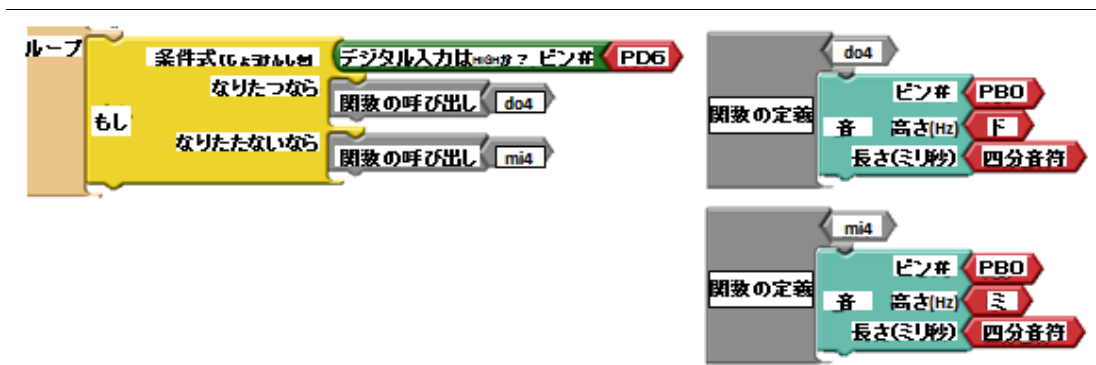 ループ
条件式(じょうけんしき)
デジタル入力はHIGHか? ピン# PD6
もし
なりたつなら
関数の呼び出し do4
なりたたないなら
関数の呼び出し mi4
関数の定義
do4
音
ピン# PB0
高さ(Hz) ド
長さ(ミリ秒) 四分音符
関数の定義
mi4
音
ピン# PB0
高さ(Hz) ミ
長さ(ミリ秒) 四分音符